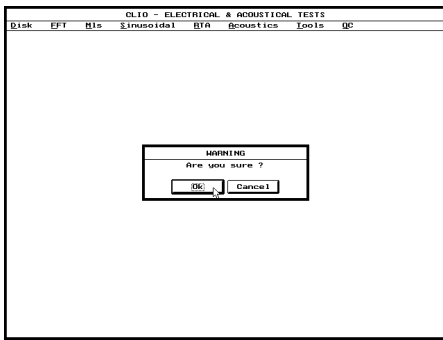 CLIO - ELECTRICAL & ACOUSTICAL TESTS
Disk FFT Mls Sinusoidal RTA Acoustics Tools QC
WARNING
Are you sure ?
Ok Cancel